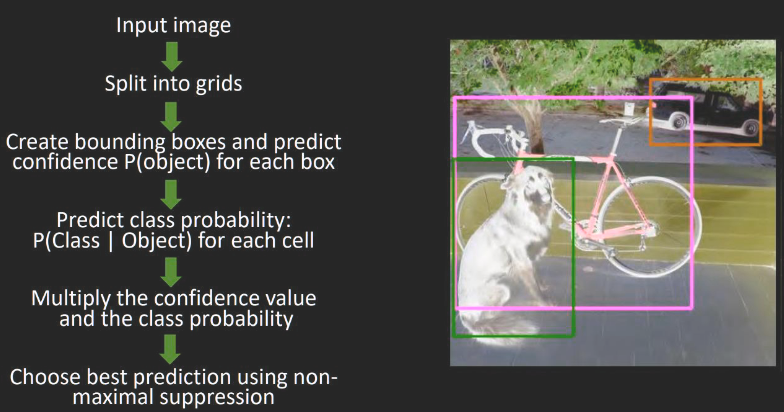 Input image
Split into grids
Create bounding boxes and predict
confidence P(object) for each box
Predict class probability:
P(Class | Object) for each cell
Multiply the confidence value
and the class probability
Choose best prediction using non-
maximal suppression